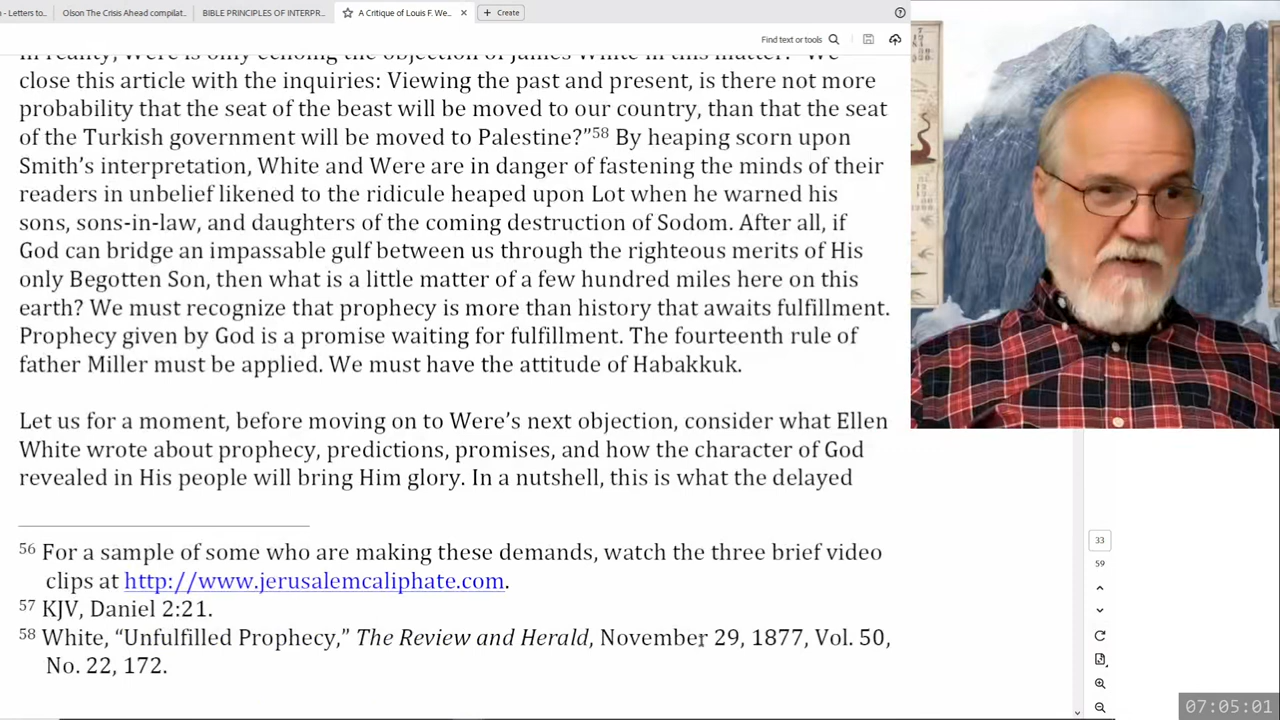 - Letters to...
Olson The Crisis Ahead compilat...
BIBLE PRINCIPLES OF INTERPR...
A Critique of Louis F. We...
Create
Find text or tools
close this article with the inquiries: Viewing the past and present, is there not more
probability that the seat of the beast will be moved to our country, than that the seat
of the Turkish government will be moved to Palestine?”58 By heaping scorn upon
Smith’s interpretation, White and Were are in danger of fastening the minds of their
readers in unbelief likened to the ridicule heaped upon Lot when he warned his
sons, sons-in-law, and daughters of the coming destruction of Sodom. After all, if
God can bridge an impassable gulf between us through the righteous merits of His
only Begotten Son, then what is a little matter of a few hundred miles here on this
earth? We must recognize that prophecy is more than history that awaits fulfillment.
Prophecy given by God is a promise waiting for fulfillment. The fourteenth rule of
father Miller must be applied. We must have the attitude of Habakkuk.
Let us for a moment, before moving on to Were’s next objection, consider what Ellen
White wrote about prophecy, predictions, promises, and how the character of God
revealed in His people will bring Him glory. In a nutshell, this is what the delayed
56 For a sample of some who are making these demands, watch the three brief video
clips at http://www.jerusalemcaliphate.com.
57 KJV, Daniel 2:21.
58 White, “Unfulfilled Prophecy,” The Review and Herald, November 29, 1877, Vol. 50,
No. 22, 172.
33
59
07:05:01